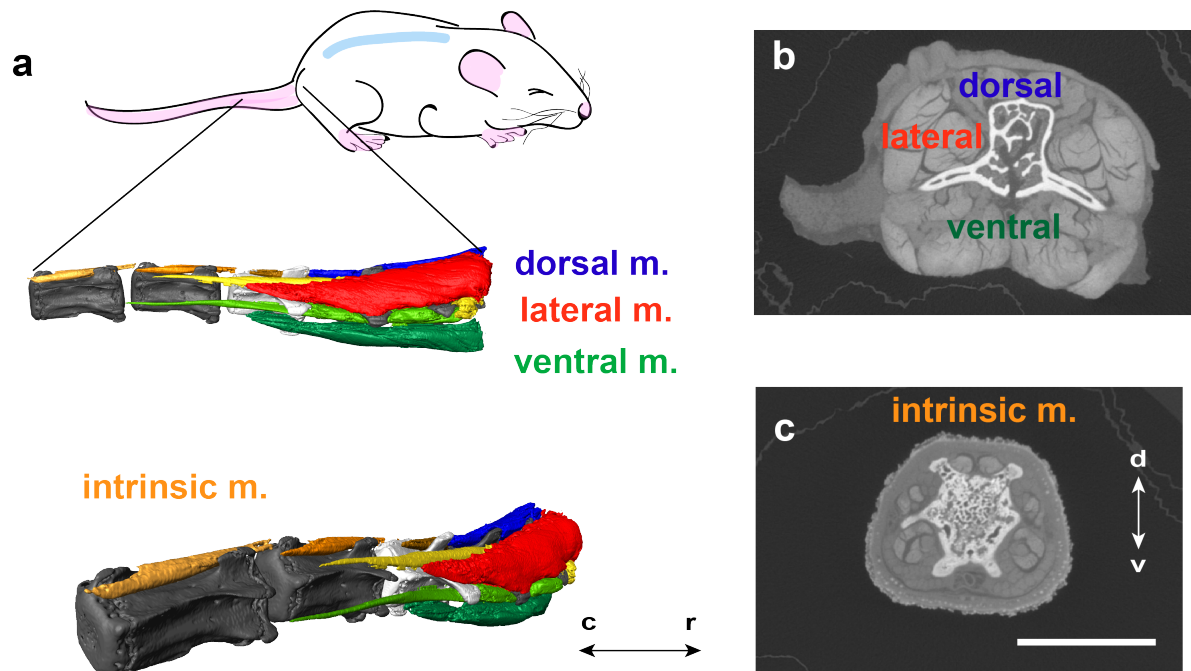 a
dorsal m.
lateral m.
ventral m.
intrinsic m.
c
r
b
dorsal
lateral
ventral
c
intrinsic m.
d
v